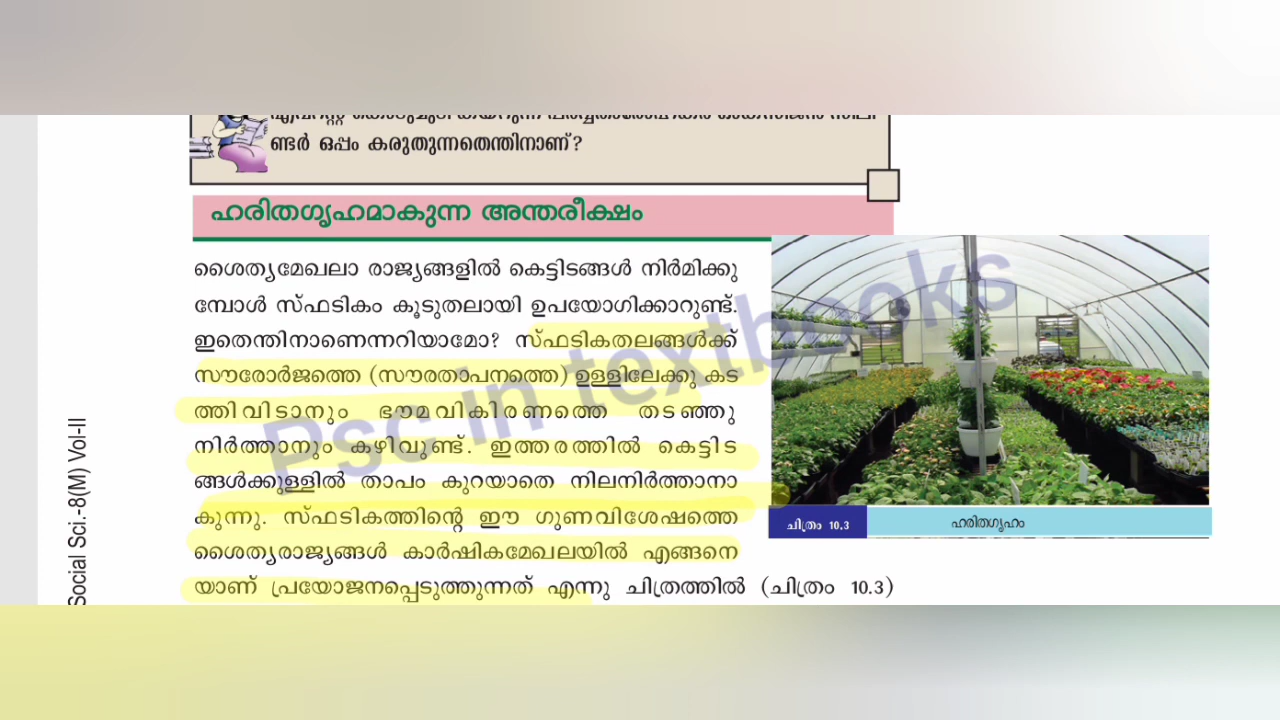 ണ്ടർ ഒപ്പം കരുതുന്നതെന്തിനാണ്?
ഹരിതഗൃഹമാകുന്ന അന്തരീക്ഷം
ശൈത്യമേഖലാ രാജ്യങ്ങളിൽ കെട്ടിടങ്ങൾ നിർമിക്കു
മ്പോൾ സ്ഫടികം കൂടുതലായി ഉപയോഗിക്കാറുണ്ട്.
ഇതെന്തിനാണെന്നറിയാമോ? സ്ഫടികതലങ്ങൾക്ക്
സൗരോർജത്തെ (സൗരതാപനത്തെ) ഉള്ളിലേക്കു കട
ത്തിവിടാനും ഭൗമവികിരണത്തെ തടഞ്ഞു
നിർത്താനും കഴിവുണ്ട്. ഇത്തരത്തിൽ കെട്ടിട
ങ്ങൾക്കുള്ളിൽ താപം കുറയാതെ നിലനിർത്താനാ
കുന്നു. സ്ഫടികത്തിന്റെ ഈ ഗുണവിശേഷത്തെ
ശൈത്യരാജ്യങ്ങൾ കാർഷികമേഖലയിൽ എങ്ങനെ
യാണ് പ്രയോജനപ്പെടുത്തുന്നത് എന്നു ചിത്രത്തിൽ (ചിത്രം 10.3)
ചിത്രം 10.3 ഹരിതഗൃഹം
Social Sci.-8(M) Vol-II
Psc in textbooks